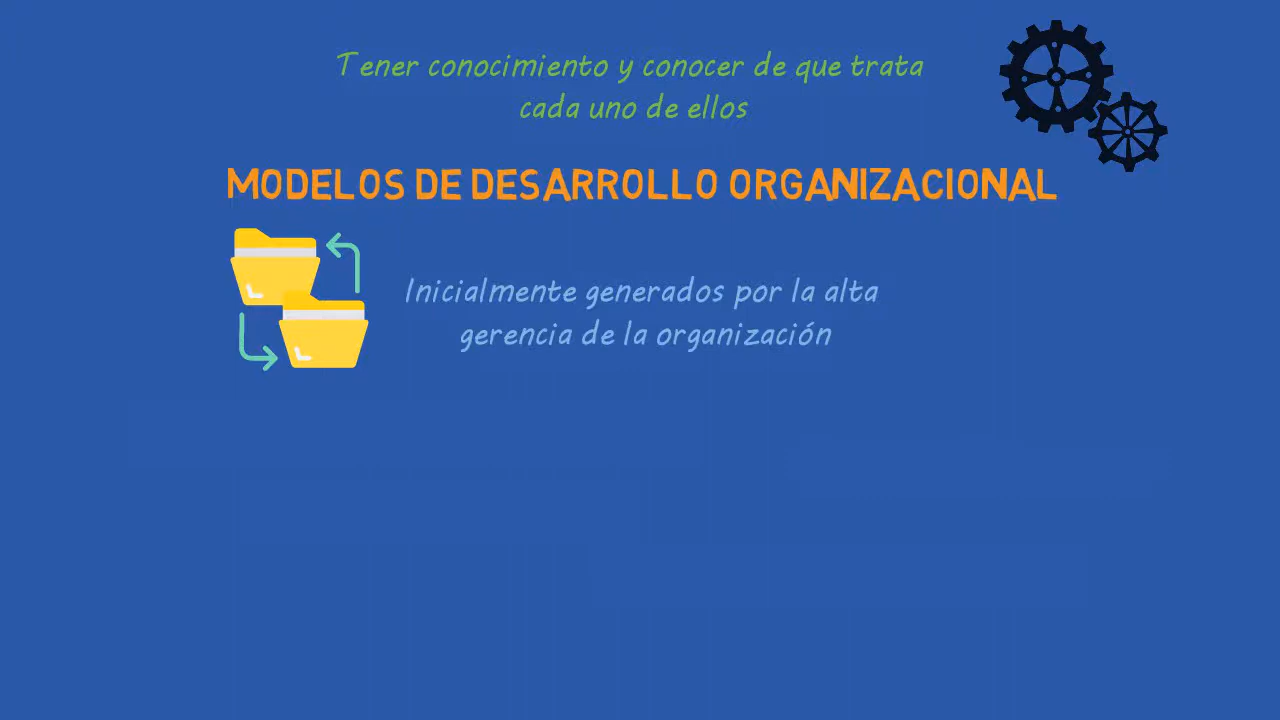 Tener conocimiento y conocer de que trata
cada uno de ellos
MODELOS DE DESARROLLO ORGANIZACIONAL
Inicialmente generados por la alta
gerencia de la organización